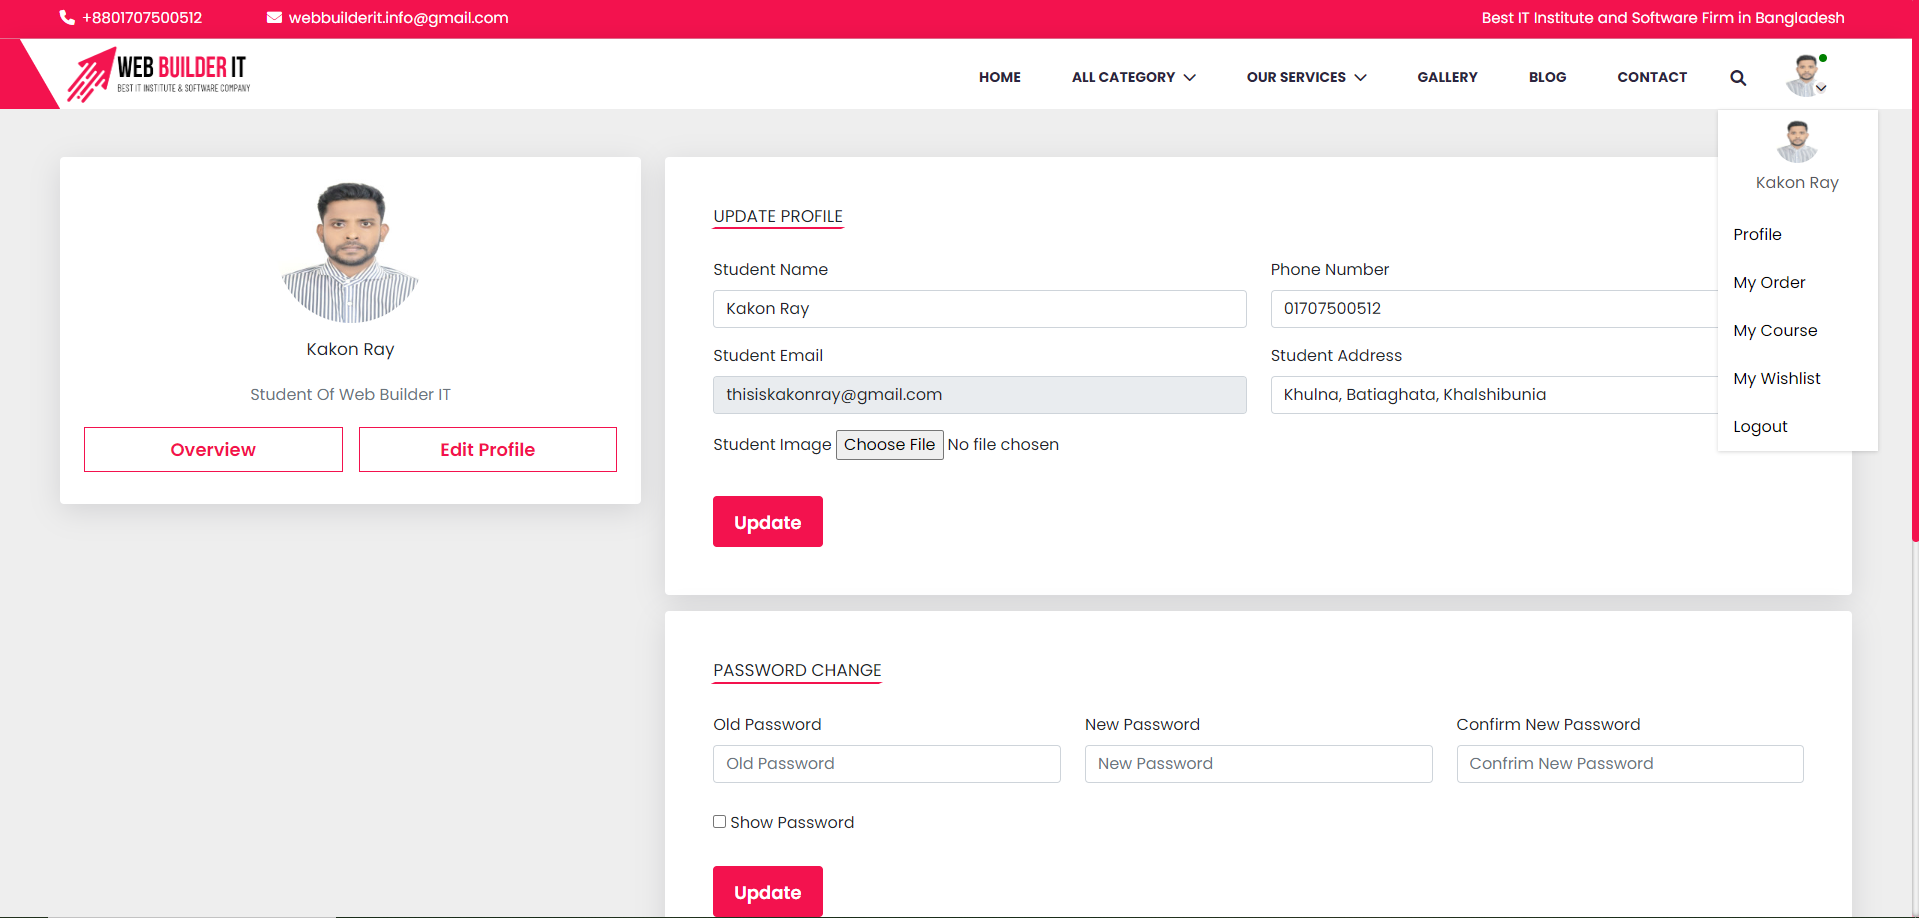 +8801707500512 webbuilderit.info@gmail.com Best IT Institute and Software Firm in Bangladesh
WEB BUILDER IT
BEST IT INSTITUTE & SOFTWARE COMPANY
HOME ALL CATEGORY OUR SERVICES GALLERY BLOG CONTACT
Kakon Ray
Profile
My Order
My Course
My Wishlist
Logout
Kakon Ray
Student Of Web Builder IT
Overview Edit Profile
UPDATE PROFILE
Student Name Phone Number
Kakon Ray 01707500512
Student Email Student Address
thisiskakonray@gmail.com Khulna, Batiaghata, Khalshibunia
Student Image Choose File No file chosen
Update
PASSWORD CHANGE
Old Password New Password Confirm New Password
Old Password New Password Confrim New Password
Show Password
Update